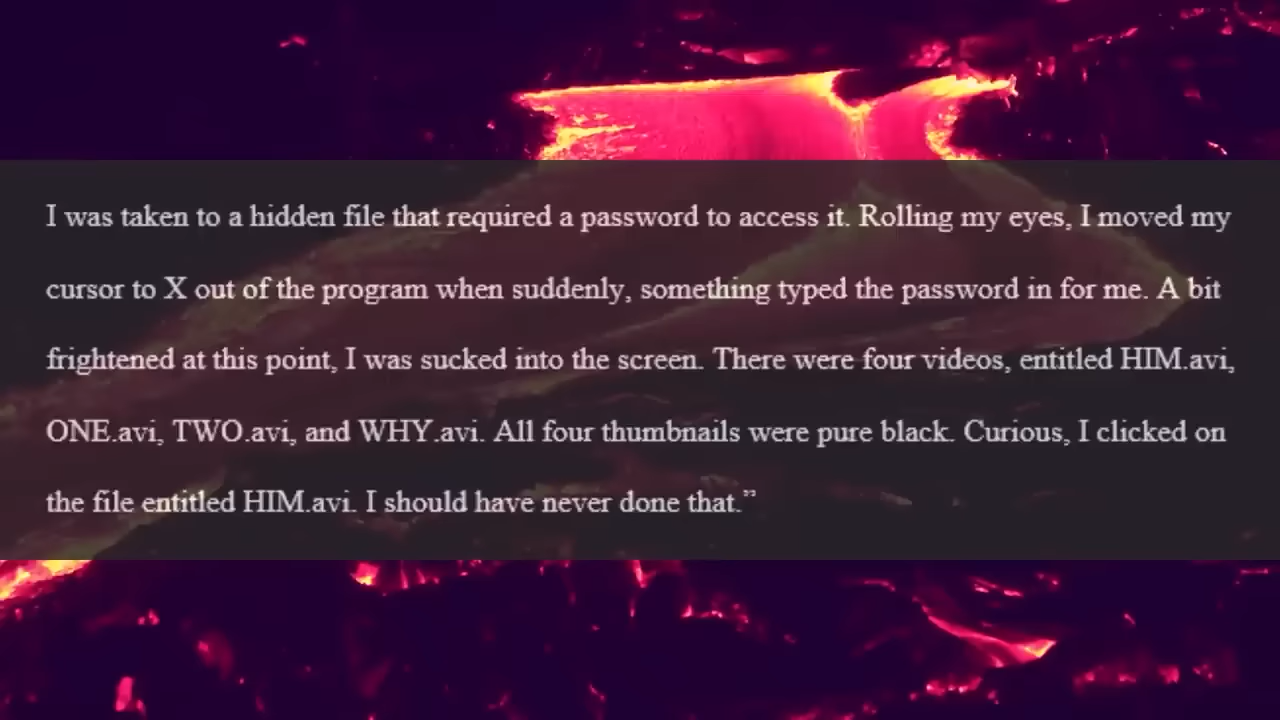 I was taken to a hidden file that required a password to access it. Rolling my eyes, I moved my
cursor to X out of the program when suddenly, something typed the password in for me. A bit
frightened at this point, I was sucked into the screen. There were four videos, entitled HIM.avi,
ONE.avi, TWO.avi, and WHY.avi. All four thumbnails were pure black. Curious, I clicked on
the file entitled HIM.avi. I should have never done that.”